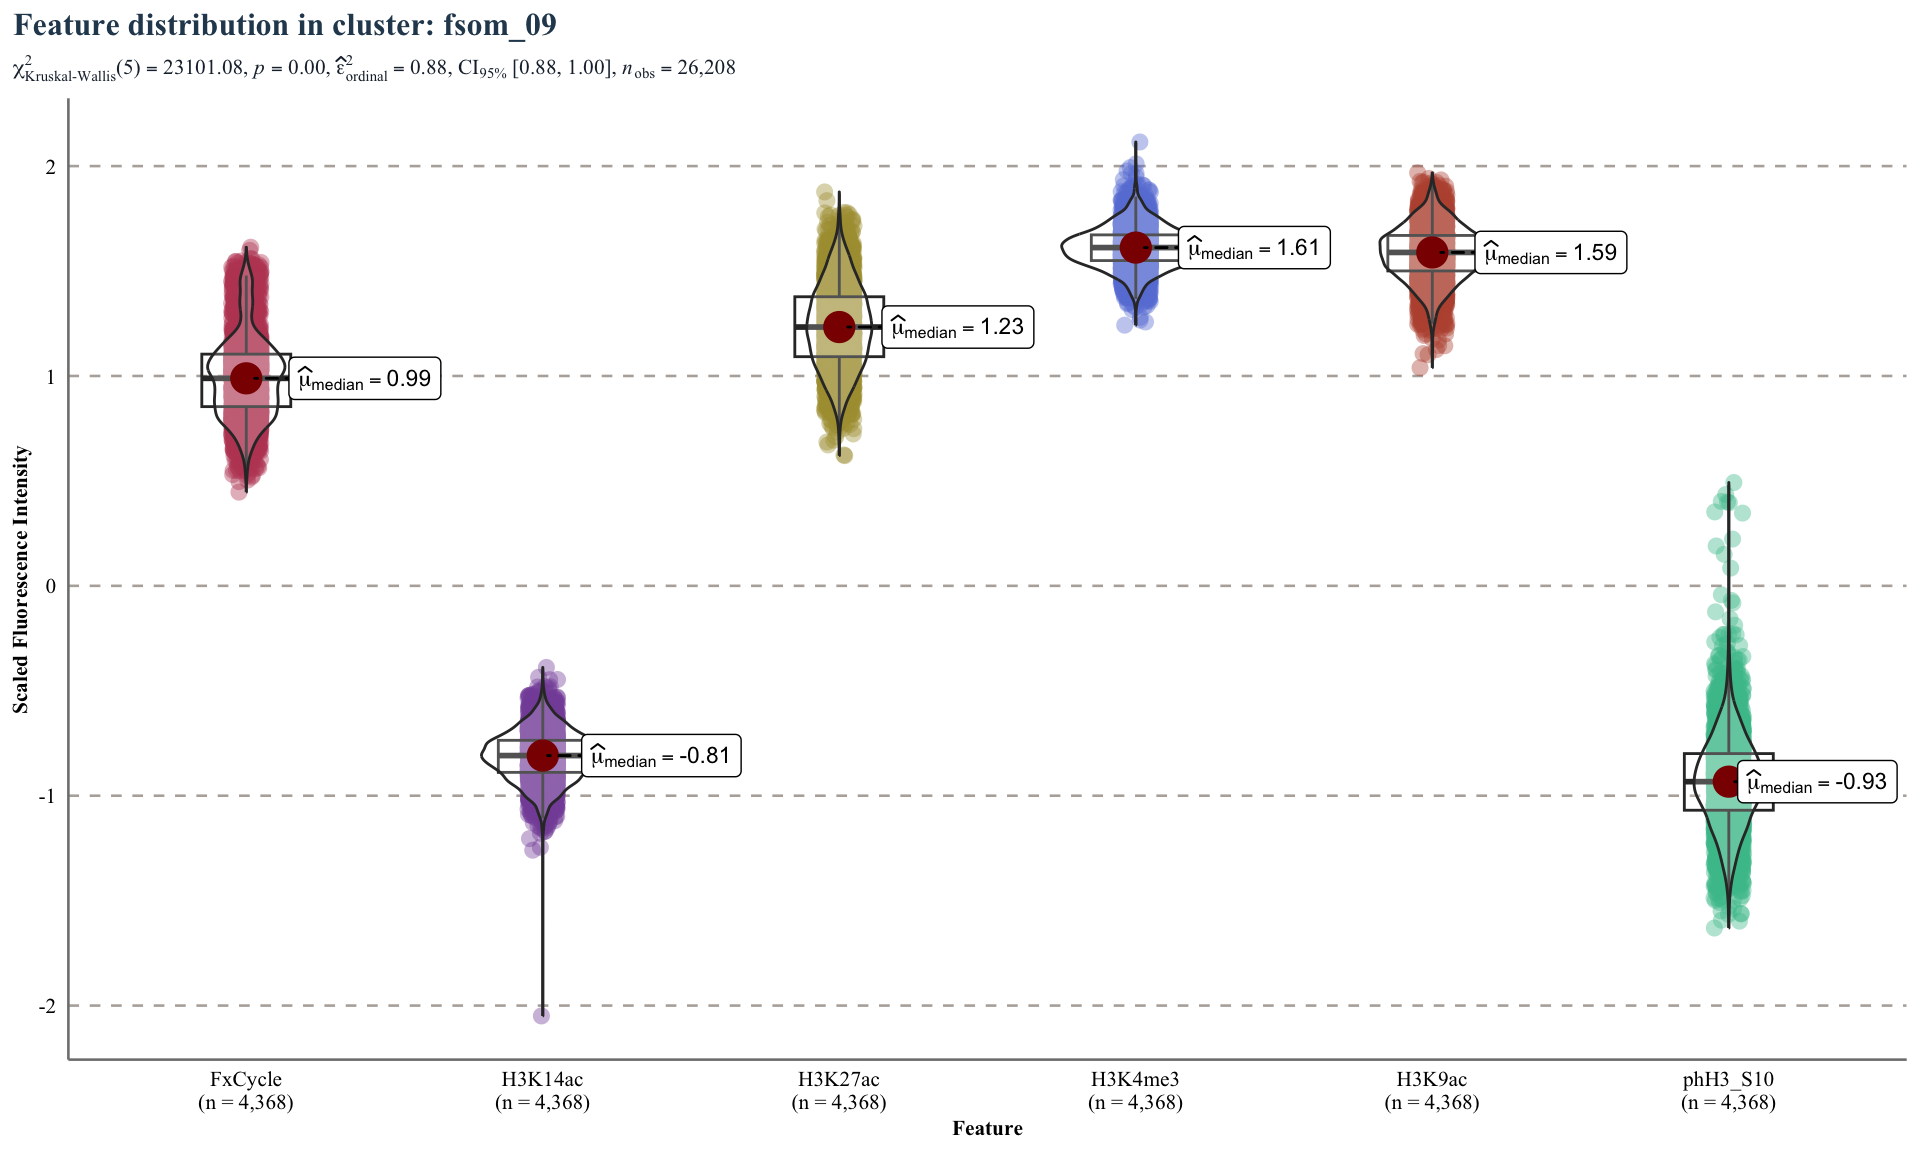 Feature distribution in cluster: fsom_09
χ²Kruskal-Wallis(5) = 23101.08, p = 0.00, ε̂²ordinal = 0.88, CI95% [0.88, 1.00], nobs = 26,208
Scaled Fluorescence Intensity
2
1
0
-1
-2
μ̂median = 0.99
μ̂median = -0.81
μ̂median = 1.23
μ̂median = 1.61
μ̂median = 1.59
μ̂median = -0.93
FxCycle
(n = 4,368)
H3K14ac
(n = 4,368)
H3K27ac
(n = 4,368)
H3K4me3
(n = 4,368)
H3K9ac
(n = 4,368)
phH3_S10
(n = 4,368)
Feature